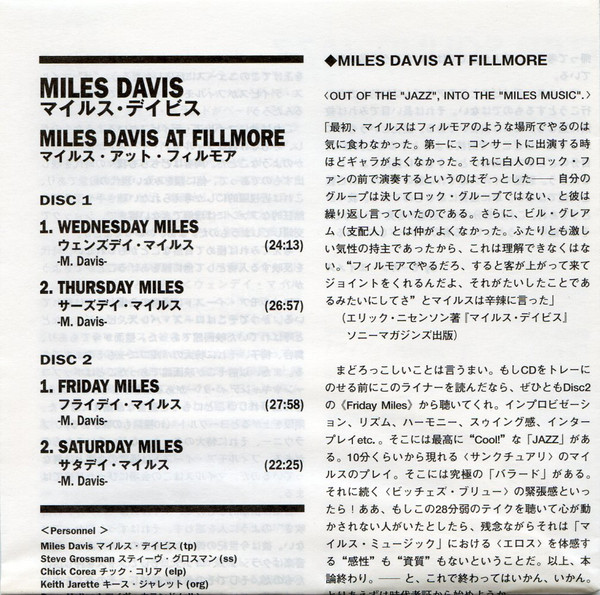 MILES DAVIS
マイルス・デイビス
MILES DAVIS AT FILLMORE
マイルス・アット・フィルモア
DISC 1
1. WEDNESDAY MILES
ウェンズデイ・マイルス (24:13)
-M. Davis-
2. THURSDAY MILES
サーズデイ・マイルス (26:57)
-M. Davis-
DISC 2
1. FRIDAY MILES
フライデイ・マイルス (27:58)
-M. Davis-
2. SATURDAY MILES
サタデイ・マイルス (22:25)
-M. Davis-
<Personnel>
Miles Davis マイルス・デイビス(tp)
Steve Grossman スティーヴ・グロスマン(ss)
Chick Corea チック・コリア(elp)
Keith Jarette キース・ジャレット(org)
◆MILES DAVIS AT FILLMORE
〈OUT OF THE "JAZZ", INTO THE "MILES MUSIC".〉
「最初、マイルスはフィルモアのような場所でやるのは
気に食わなかった。第一に、コンサートに出演する時
ほどギャラがよくなかった。それに白人のロック・フ
ァンの前で演奏するというのはぞっとした── 自分の
グループは決してロック・グループではない、と彼は
繰り返し言っていたのである。さらに、ビル・グレア
ム（支配人）とは仲がよくなかった。ふたりとも激し
い気性の持主であったから、これは理解できなくはな
い。“フィルモアでやるだろ、すると客が上がって来て
ジョイントをくれるんだよ、それがたいしたことで
あるみたいにしてさ”とマイルスは辛辣に言った」
（エリック・ニセンソン著『マイルス・デイビス』
ソニーマガジンズ出版）
まどろっこしいことは言うまい。もしCDをトレーに
のせる前にこのライナーを読んだなら、ぜひともDisc2
の《Friday Miles》から聴いてくれ。インプロビゼーシ
ョン、リズム、ハーモニー、スゥイング感、インター
プレイetc.。そこには最高に“Cool!”な「JAZZ」があ
る。10分くらいから現れる〈サンクチュアリ〉のマイ
ルスのプレイ。そこには究極の「バラード」がある。
それに続く〈ビッチェズ・ブリュー〉の緊張感といっ
たら！ああ、もしこの28分弱のテイクを聴いて心が動
かされない人がいたとしたら、残念ながらそれは「マ
イルス・ミュージック」における〈エロス〉を体感す
る“感性”も“資質”もないということだ。以上、本
論終わり。── と、これで終わってはいかん、いかん。